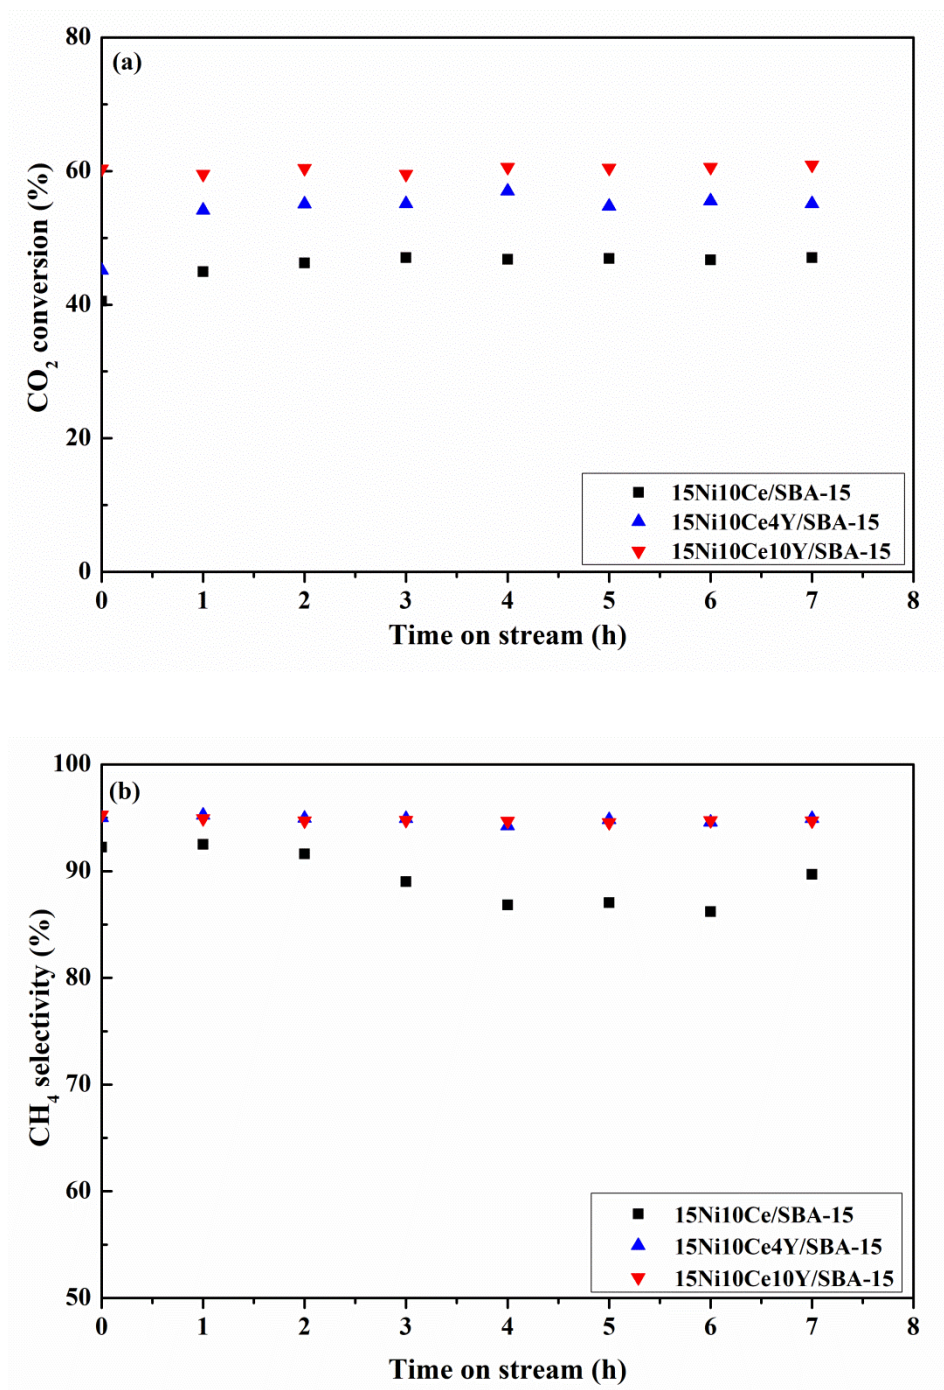 (a)
80
60
40
20
0
CO₂ conversion (%)
15Ni10Ce/SBA-15
15Ni10Ce4Y/SBA-15
15Ni10Ce10Y/SBA-15
0 1 2 3 4 5 6 7 8
Time on stream (h)
(b)
100
90
80
70
60
50
CH₄ selectivity (%)
15Ni10Ce/SBA-15
15Ni10Ce4Y/SBA-15
15Ni10Ce10Y/SBA-15
0 1 2 3 4 5 6 7 8
Time on stream (h)